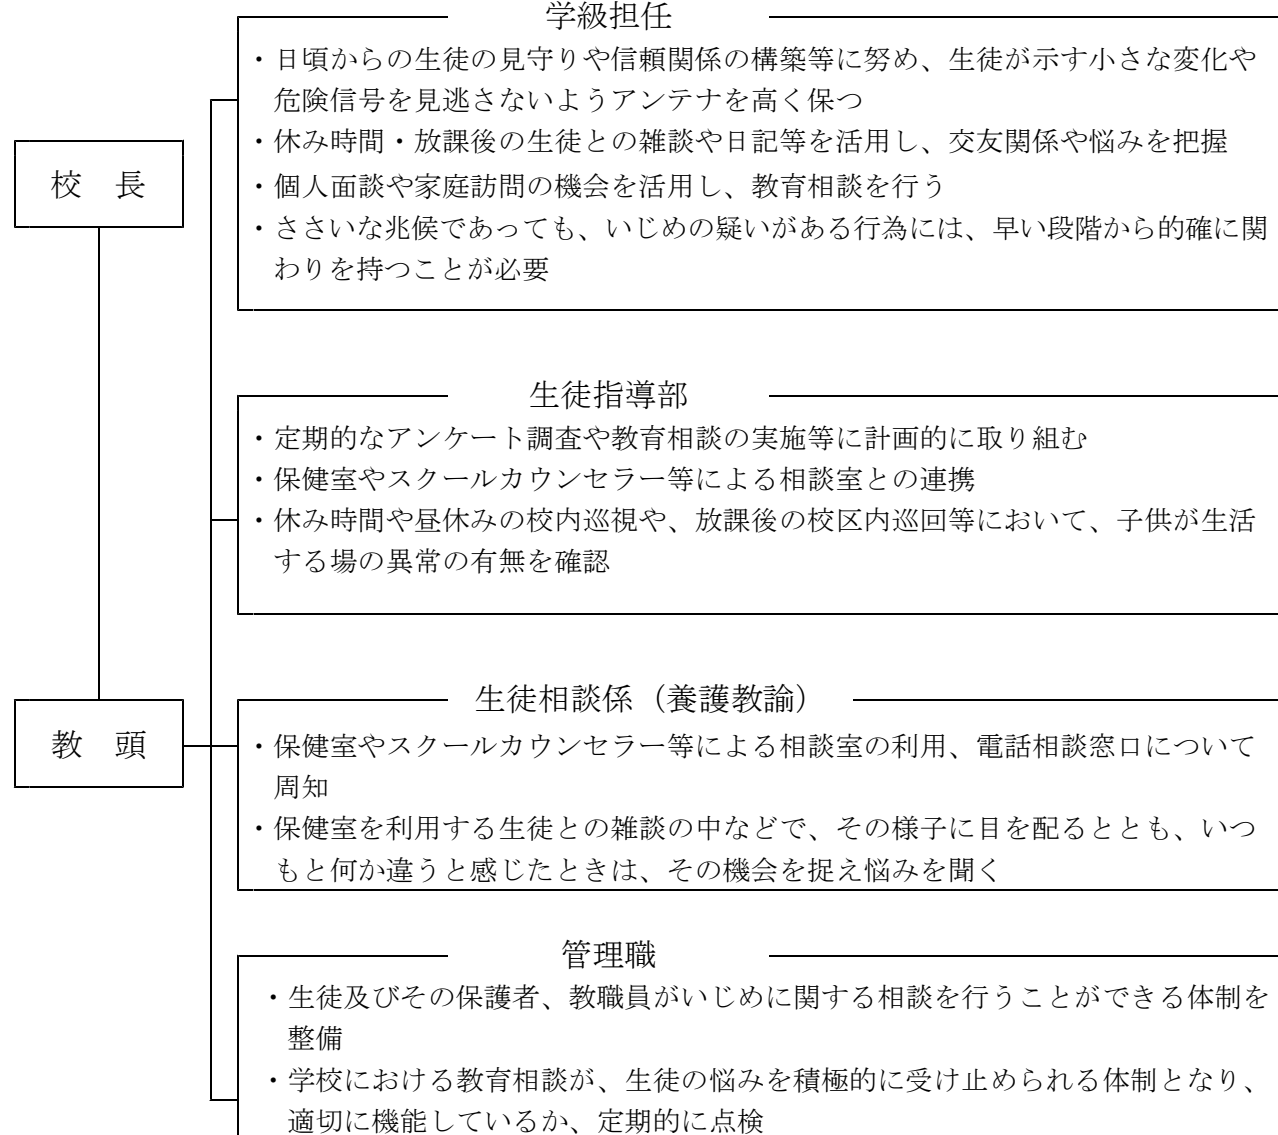 学級担任
・日頃からの生徒の見守りや信頼関係の構築等に努め、生徒が示す小さな変化や
危険信号を見逃さないようアンテナを高く保つ
・休み時間・放課後の生徒との雑談や日記等を活用し、交友関係や悩みを把握
・個人面談や家庭訪問の機会を活用し、教育相談を行う
・ささいな兆候であっても、いじめの疑いがある行為には、早い段階から的確に関
わりを持つことが必要
校　長
生徒指導部
・定期的なアンケート調査や教育相談の実施等に計画的に取り組む
・保健室やスクールカウンセラー等による相談室との連携
・休み時間や昼休みの校内巡視や、放課後の校区内巡回等において、子供が生活
する場の異常の有無を確認
生徒相談係（養護教諭）
教　頭
・保健室やスクールカウンセラー等による相談室の利用、電話相談窓口について
周知
・保健室を利用する生徒との雑談の中などで、その様子に目を配るととも、いつ
もと何か違うと感じたときは、その機会を捉え悩みを聞く
管理職
・生徒及びその保護者、教職員がいじめに関する相談を行うことができる体制を
整備
・学校における教育相談が、生徒の悩みを積極的に受け止められる体制となり、
適切に機能しているか、定期的に点検